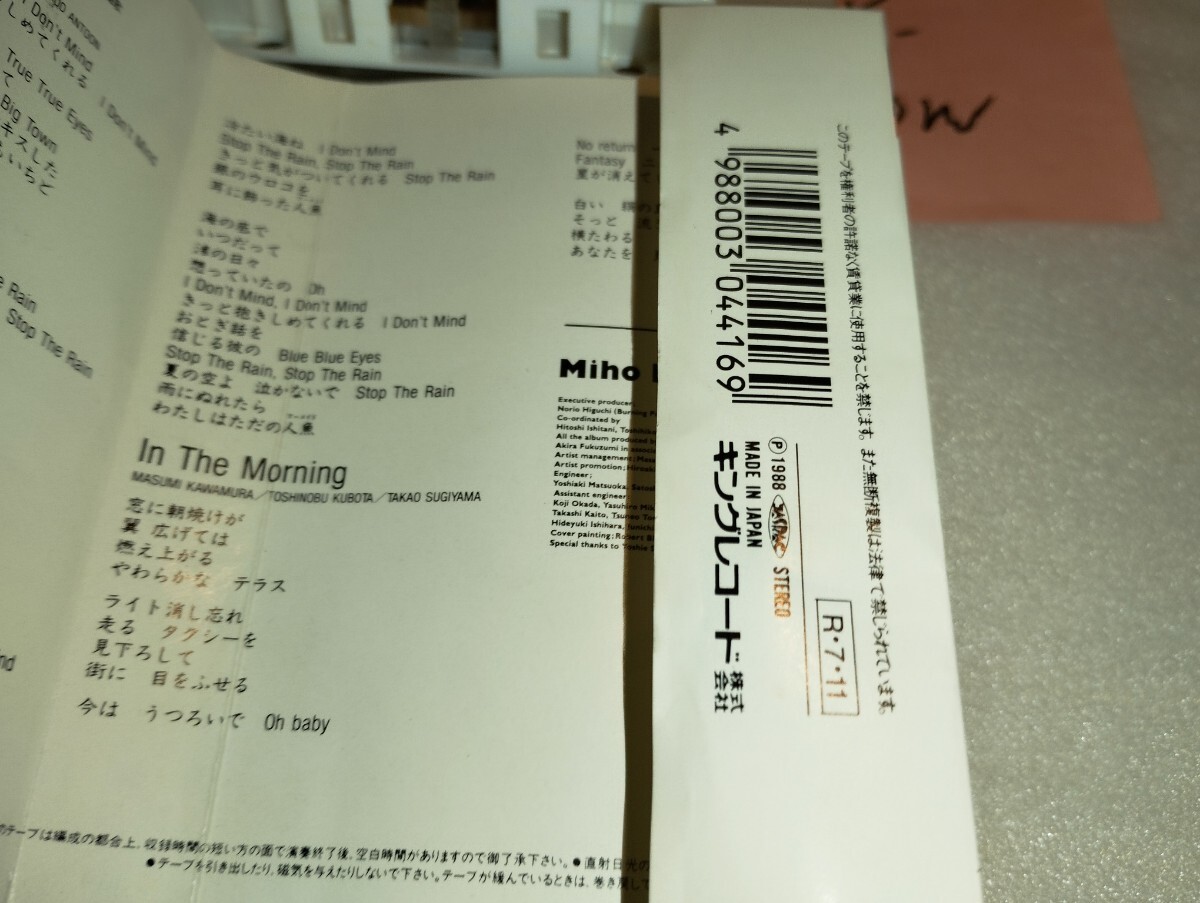 ANTOON
I Don't Mind
しめてくれる I Don't Mind
True True Eyes
て
Big Town
キスした
いちど
Rain
Stop The Rain
冷たい海ね I Don't Mind
Stop The Rain, Stop The Rain
きっと気がついてくれる Stop The Rain
銀のウロコを
耳に飾った人魚
海の底で
いつだって
涙の日々
想っていたの Oh
I Don't Mind, I Don't Mind
きっと抱きしめてくれる I Don't Mind
おとぎ話を
信じる彼の Blue Blue Eyes
Stop The Rain, Stop The Rain
夏の空よ 泣かないで Stop The Rain
雨にぬれたら
わたしはただの人魚
In The Morning
MASUMI KAWAMURA／TOSHINOBU KUBOTA／TAKAO SUGIYAMA
窓に朝焼けが
翼 広げては
燃え上がる
やわらかな テラス
ライト消し忘れ
走る タクシーを
見下ろして
街に 目をふせる
今は うつろいで Oh baby
テープは編成の都合上、収録時間の短い方の面で演奏終了後、空白時間がありますので御了承下さい。●直射日光の
●テープを引き出したり、磁気を与えたりしないで下さい。テープが緩んでいるときは、巻き戻して
No return
Fantasy
星が消えて
白い
そっと
横たわる
あなたを
Miho
Executive producer
Norio Higuchi (Burning
Co-ordinated by
Hitoshi Ishitani,
All the album produced
Akira Fukuzumi in
Artist management;
Artist promotion;
Engineer;
Yoshiaki Matsuoka,
Assistant engineer
Koji Okada,
Takashi Kaito,
Hideyuki Ishihara,
Cover painting; Robert
Special thanks to
4 988003 044169
キングレコード株式会社
MADE IN JAPAN
Ⓟ1988 STEREO
R・7・11
このテープを権利者の許諾なく賃貸業に使用することを禁じます。また無断複製は法律で禁じられています。